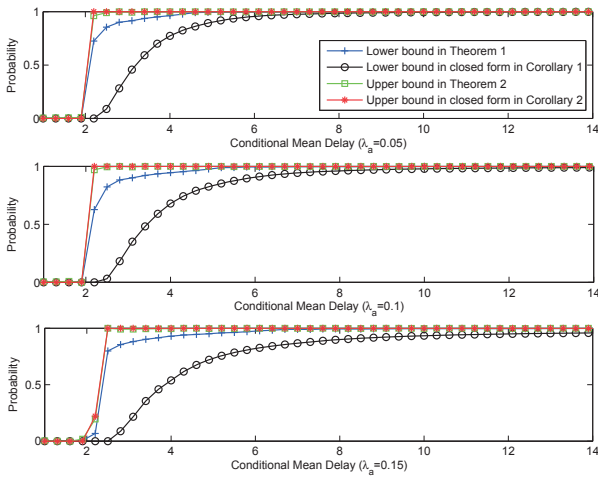 1
0.5
0
Probability
Lower bound in Theorem 1
Lower bound in closed form in Corollary 1
Upper bound in Theorem 2
Upper bound in closed form in Corollary 2
2 4 6 8 10 12 14
Conditional Mean Delay (λa=0.05)
1
0.5
0
Probability
2 4 6 8 10 12 14
Conditional Mean Delay (λa=0.1)
1
0.5
0
Probability
2 4 6 8 10 12 14
Conditional Mean Delay (λa=0.15)